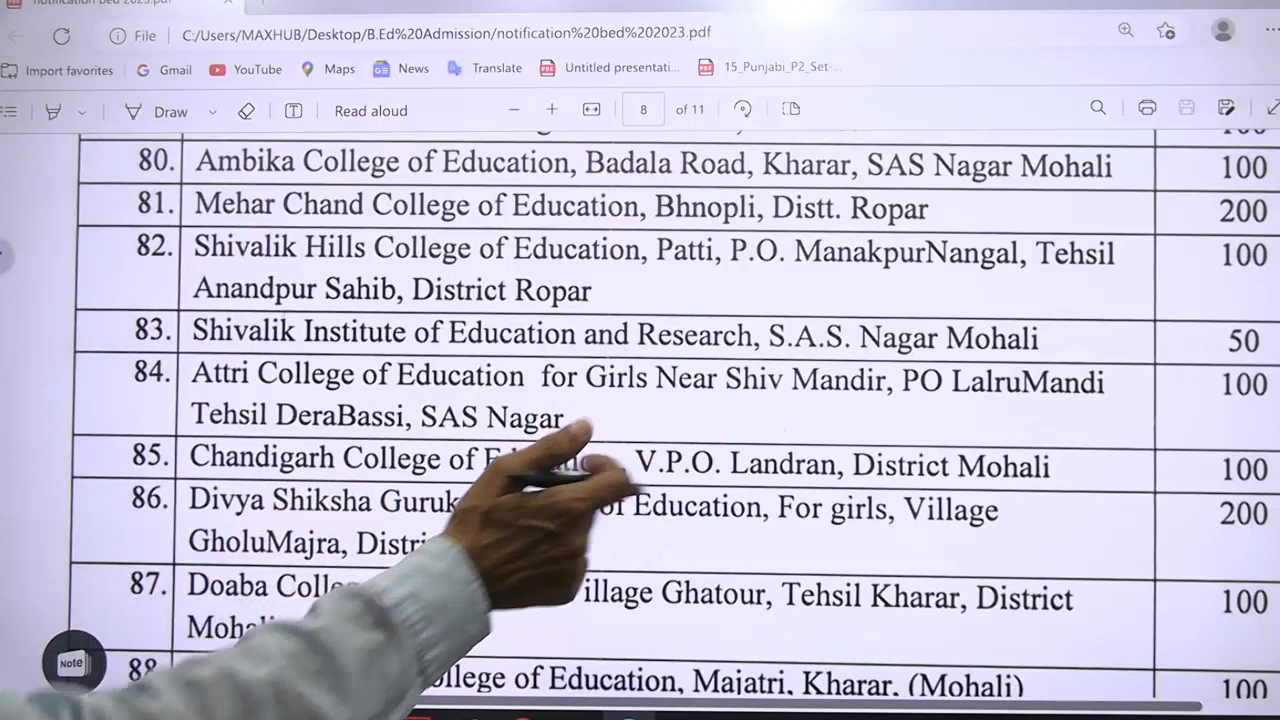 notification bed 2023.pdf
File C:/Users/MAXHUB/Desktop/B.Ed%20Admission/notification%20bed%202023.pdf
Import favorites Gmail YouTube Maps News Translate Untitled presentati... 15_Punjabi_P2_Set-...
Draw Read aloud 8 of 11
80. Ambika College of Education, Badala Road, Kharar, SAS Nagar Mohali 100
81. Mehar Chand College of Education, Bhnopli, Distt. Ropar 200
82. Shivalik Hills College of Education, Patti, P.O. ManakpurNangal, Tehsil 100
Anandpur Sahib, District Ropar
83. Shivalik Institute of Education and Research, S.A.S. Nagar Mohali 50
84. Attri College of Education for Girls Near Shiv Mandir, PO LalruMandi 100
Tehsil DeraBassi, SAS Nagar
85. Chandigarh College of V.P.O. Landran, District Mohali 100
86. Divya Shiksha of Education, For girls, Village 200
GholuMajra,
87. Doaba Ghatour, Tehsil Kharar, District 100
88 of Education, Majatri, Kharar, (Mohali) 100
Note